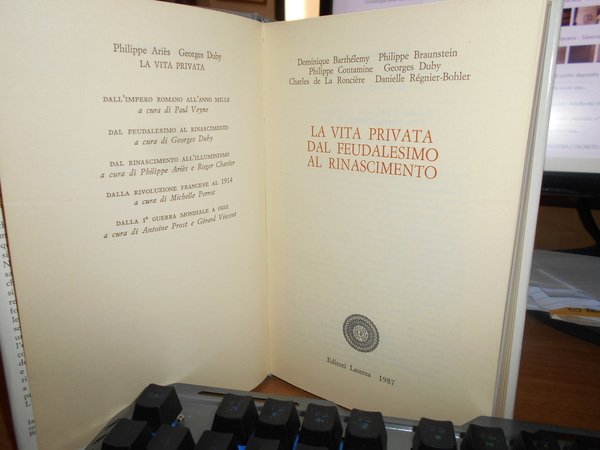 Philippe Ariès Georges Duby
LA VITA PRIVATA
DALL'IMPERO ROMANO ALL'ANNO MILLE
a cura di Paul Veyne
DAL FEUDALESIMO AL RINASCIMENTO
a cura di Georges Duby
DAL RINASCIMENTO ALL'ILLUMINISMO
a cura di Philippe Ariès e Roger Chartier
DALLA RIVOLUZIONE FRANCESE AL 1914
a cura di Michelle Perrot
DALLA 1ª GUERRA MONDIALE A OGGI
a cura di Antoine Prost e Gérard Vincent
Dominique Barthélemy Philippe Braunstein
Philippe Contamine Georges Duby
Charles de La Roncière Danielle Régnier-Bohler
LA VITA PRIVATA
DAL FEUDALESIMO
AL RINASCIMENTO
Editori Laterza 1987